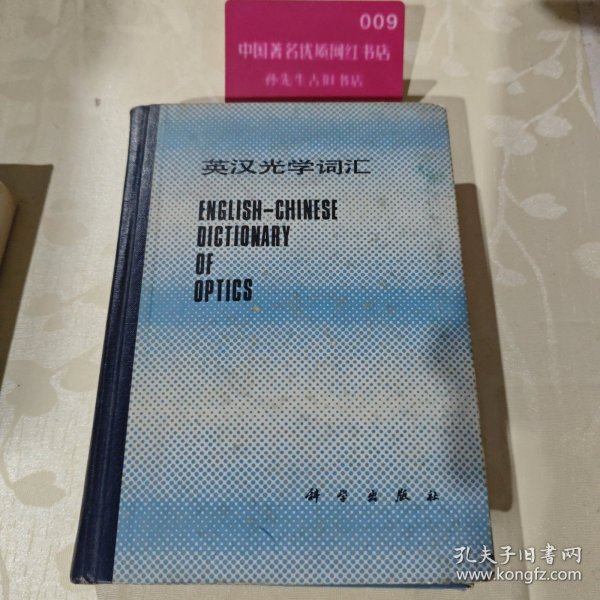 009
中国著名优质网红书店
孙先生古旧书店
英汉光学词汇
ENGLISH-CHINESE
DICTIONARY
OF
OPTICS
科学出版社
孔夫子旧书网
www.kongfz.com